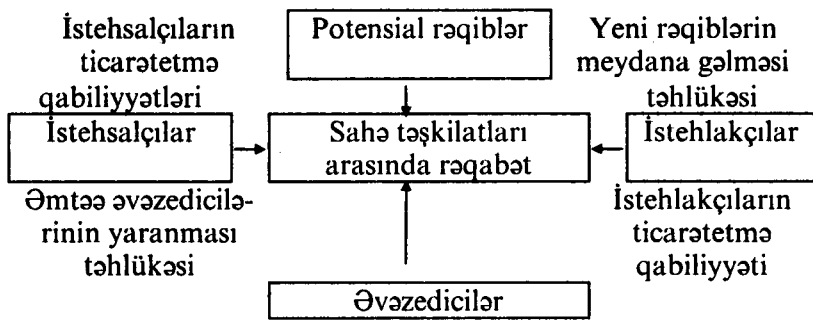 İstehsalçıların
ticarətetmə
qabiliyyətləri
Potensial rəqiblər
Yeni rəqiblərin
meydana gəlməsi
təhlükəsi
İstehsalçılar
Sahə təşkilatları
arasında rəqabət
İstehlakçılar
Əmtəə əvəzedicilə-
rinin yaranması
təhlükəsi
İstehlakçıların
ticarətetmə
qabiliyyəti
Əvəzedicilər